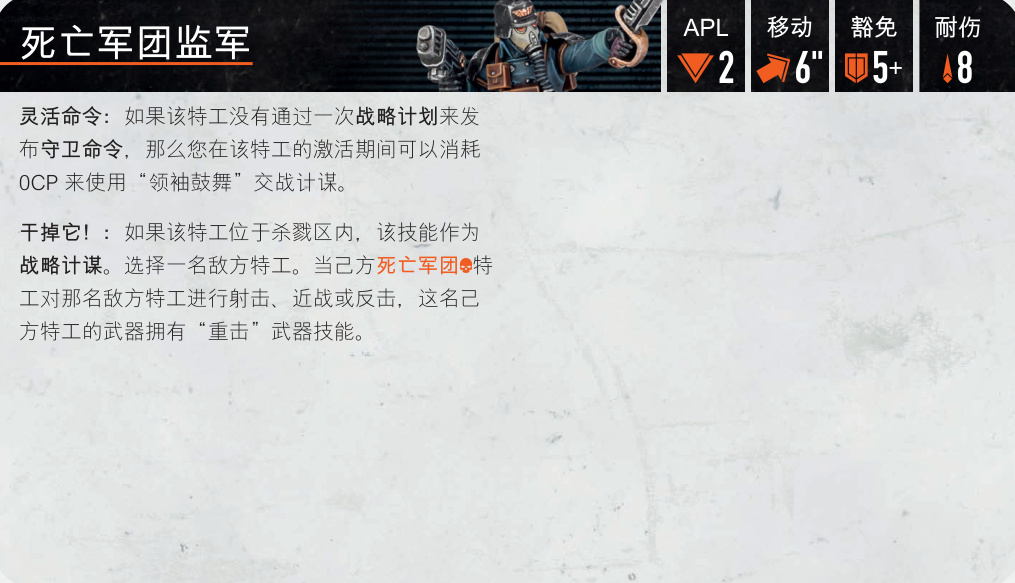 死亡军团监军
APL
2
移动
6"
豁免
5+
耐伤
8
灵活命令：如果该特工没有通过一次战略计划来发
布守卫命令，那么您在该特工的激活期间可以消耗
0CP 来使用“领袖鼓舞”交战计谋。
干掉它！：如果该特工位于杀戮区内，该技能作为
战略计谋。选择一名敌方特工。当己方死亡军团特
工对那名敌方特工进行射击、近战或反击，这名己
方特工的武器拥有“重击”武器技能。